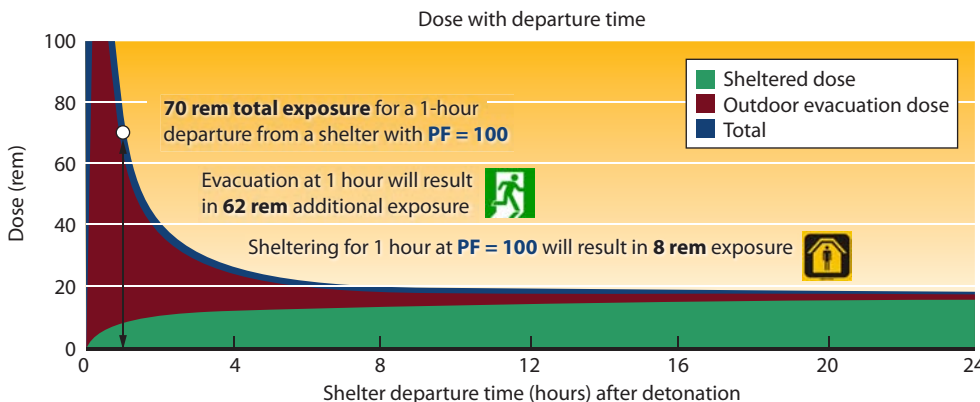 Dose with departure time
100
80
60
40
20
0
Dose (rem)
Sheltered dose
Outdoor evacuation dose
Total
70 rem total exposure for a 1-hour
departure from a shelter with PF = 100
Evacuation at 1 hour will result
in 62 rem additional exposure
Sheltering for 1 hour at PF = 100 will result in 8 rem exposure
0 4 8 12 16 20 24
Shelter departure time (hours) after detonation